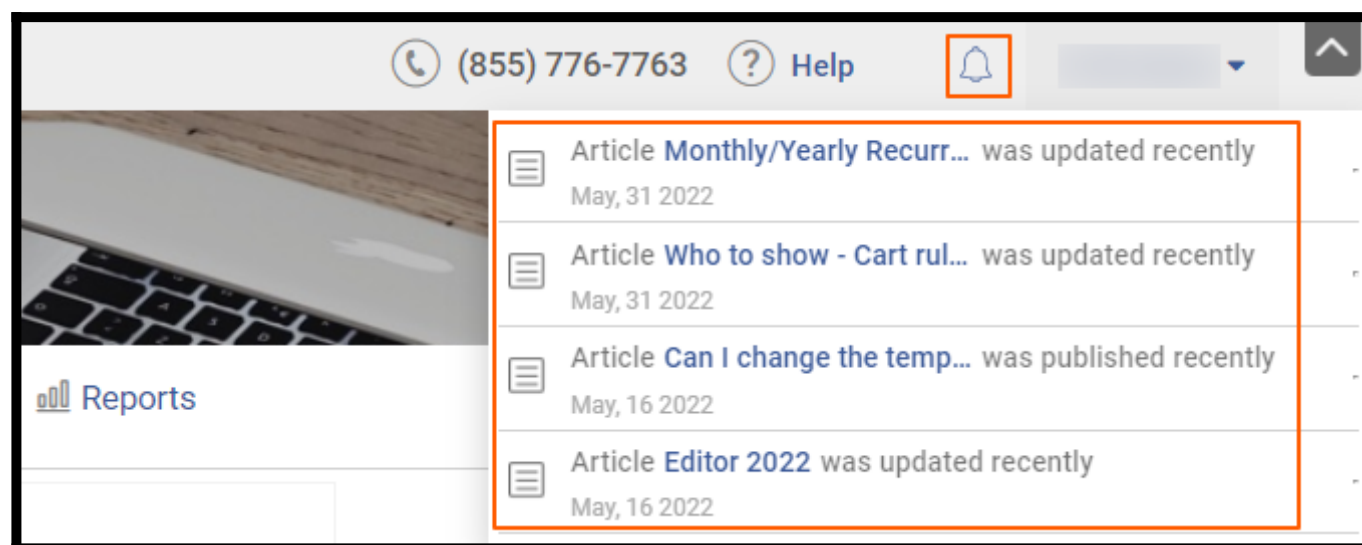 (855) 776-7763 ? Help
Article Monthly/Yearly Recurr... was updated recently
May, 31 2022
Article Who to show - Cart rul... was updated recently
May, 31 2022
Article Can I change the temp... was published recently
May, 16 2022
Reports
Article Editor 2022 was updated recently
May, 16 2022